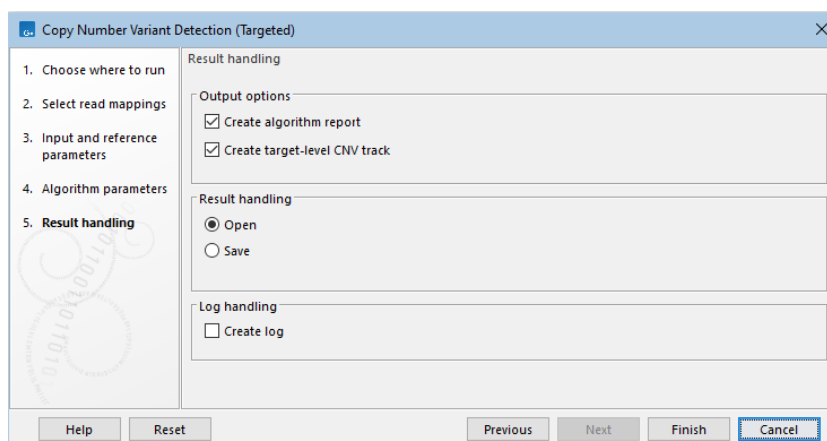 Copy Number Variant Detection (Targeted)
1. Choose where to run
2. Select read mappings
3. Input and reference
parameters
4. Algorithm parameters
5. Result handling
Result handling
Output options
Create algorithm report
Create target-level CNV track
Result handling
Open
Save
Log handling
Create log
Help
Reset
Previous
Next
Finish
Cancel